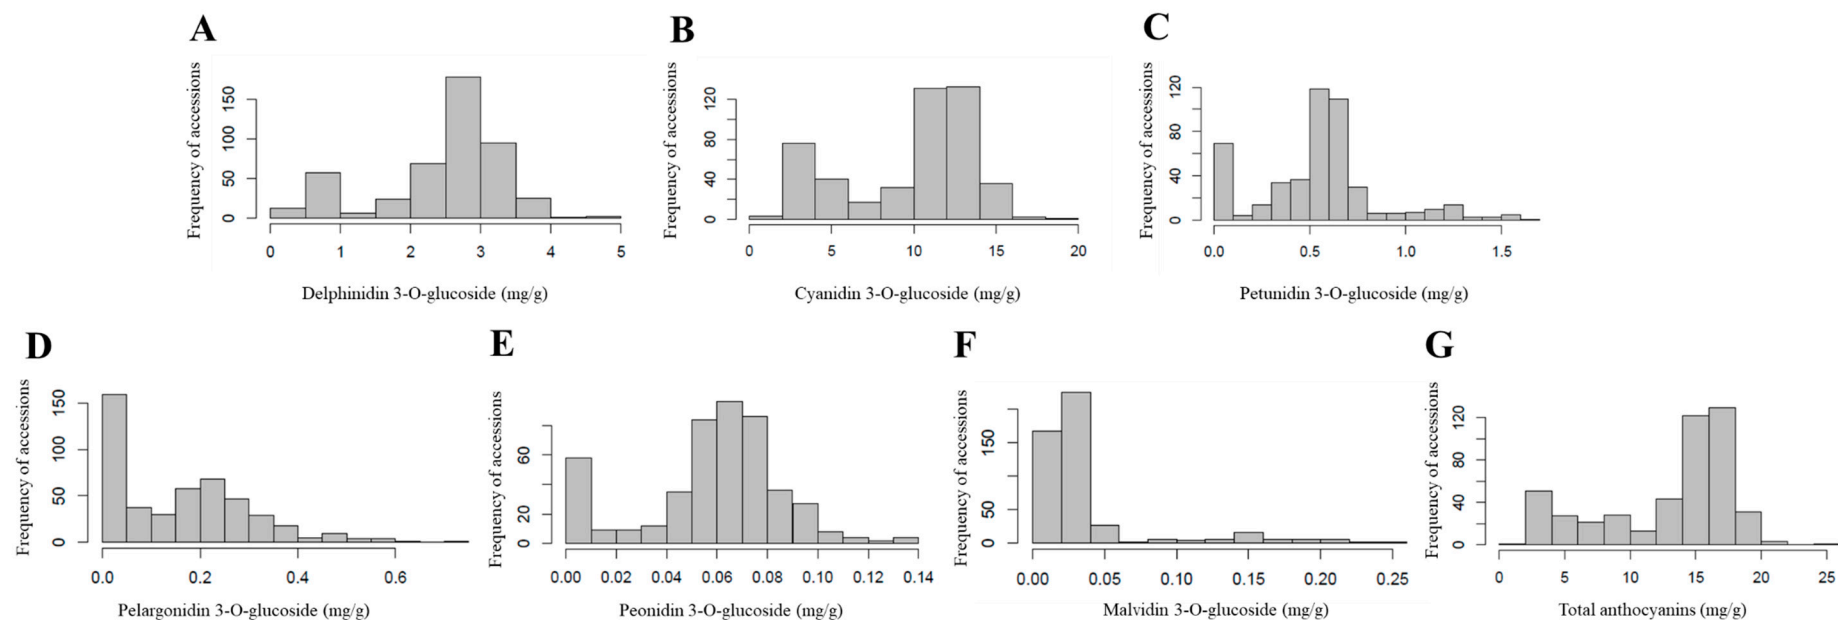 A
B
C
Frequency of accessions
0 50 100 150
0 1 2 3 4 5
Delphinidin 3-O-glucoside (mg/g)
Frequency of accessions
0 40 80 120
0 5 10 15 20
Cyanidin 3-O-glucoside (mg/g)
Frequency of accessions
0 40 80 120
0.0 0.5 1.0 1.5
Petunidin 3-O-glucoside (mg/g)
D
E
F
G
Frequency of accessions
0 50 100 150
0.0 0.2 0.4 0.6
Pelargonidin 3-O-glucoside (mg/g)
Frequency of accessions
0 20 60
0.00 0.02 0.04 0.06 0.08 0.10 0.12 0.14
Peonidin 3-O-glucoside (mg/g)
Frequency of accessions
0 50 150
0.00 0.05 0.10 0.15 0.20 0.25
Malvidin 3-O-glucoside (mg/g)
Frequency of accessions
0 40 80 120
0 5 10 15 20 25
Total anthocyanins (mg/g)